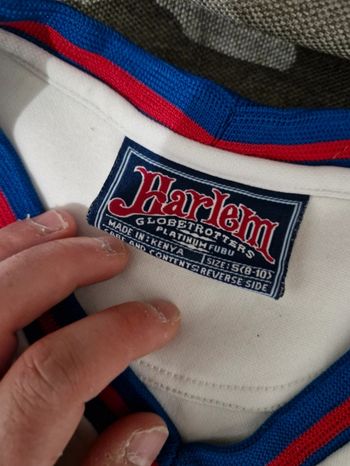 Harlem
GLOBETROTTERS
PLATINUM FUBU
MADE IN: KENYA
SIZE: S(8-10)
CARE AND CONTENTS REVERSE SIDE